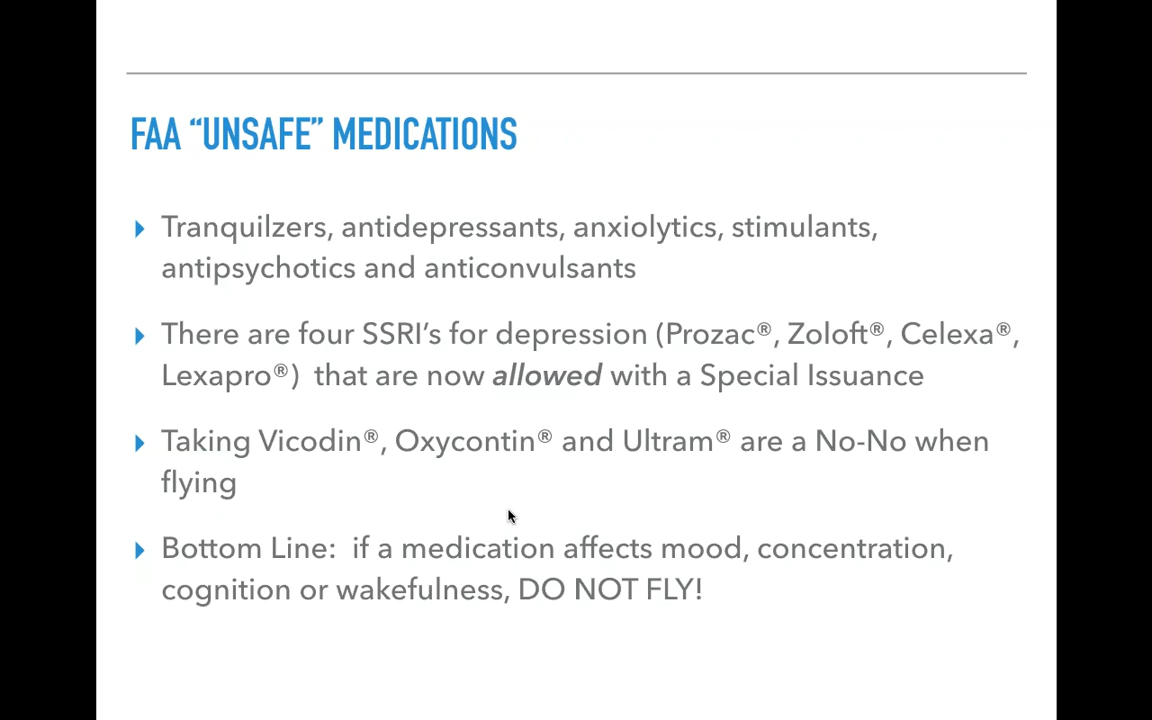 FAA “UNSAFE” MEDICATIONS
Tranquilzers, antidepressants, anxiolytics, stimulants,
antipsychotics and anticonvulsants
There are four SSRI’s for depression (Prozac®, Zoloft®, Celexa®,
Lexapro®)  that are now allowed with a Special Issuance
Taking Vicodin®, Oxycontin® and Ultram® are a No-No when
flying
Bottom Line:  if a medication affects mood, concentration,
cognition or wakefulness, DO NOT FLY!